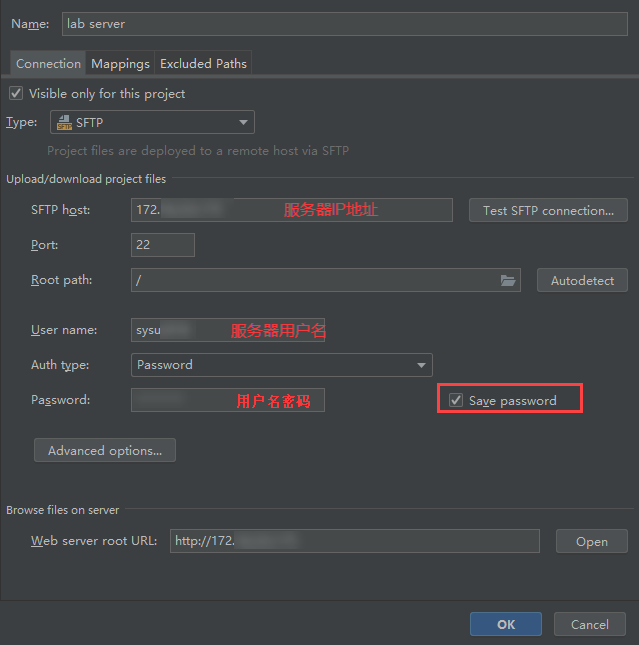 Name: lab server
Connection Mappings Excluded Paths
Visible only for this project
Type: SFTP
Project files are deployed to a remote host via SFTP
Upload/download project files
SFTP host: 172. 服务器IP地址 Test SFTP connection...
Port: 22
Root path: / Autodetect
User name: sysu 服务器用户名
Auth type: Password
Password: 用户名密码 Save password
Advanced options...
Browse files on server
Web server root URL: http://172. Open
OK Cancel